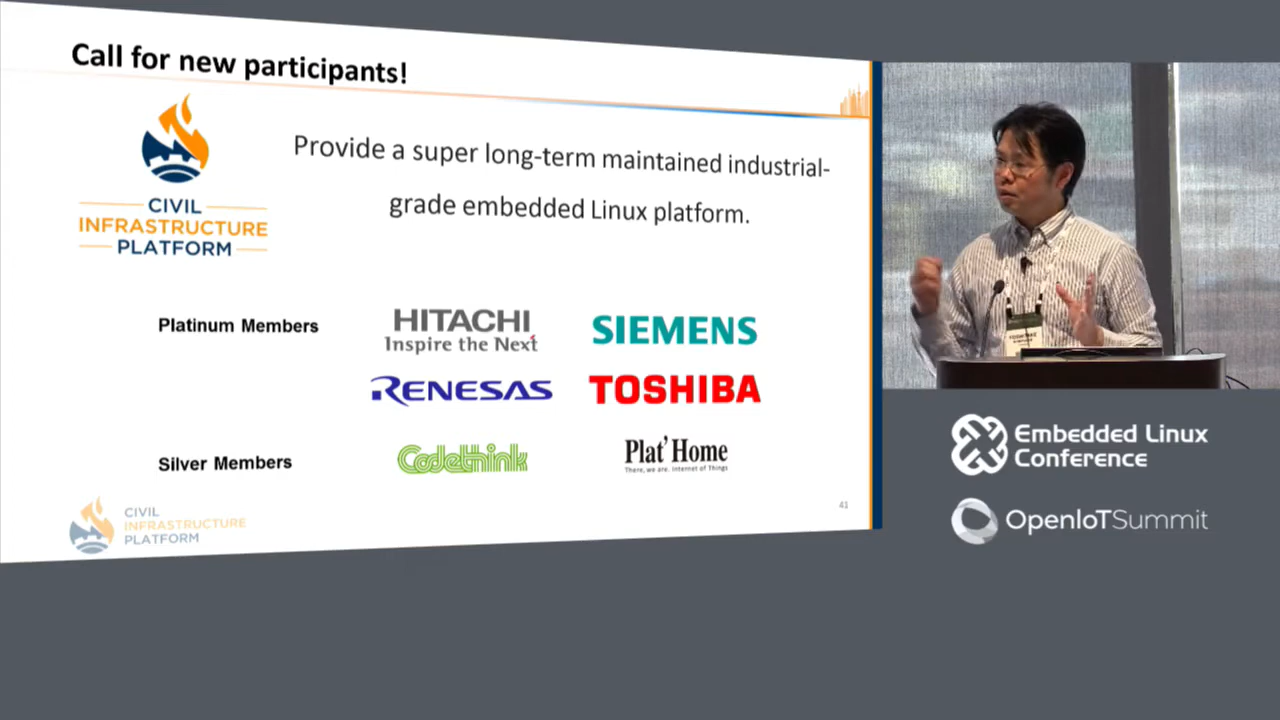 Call for new participants!
CIVIL
INFRASTRUCTURE
PLATFORM
Provide a super long-term maintained industrial-
grade embedded Linux platform.
Platinum Members
HITACHI
Inspire the Next
SIEMENS
RENESAS
TOSHIBA
Silver Members
Codethink
Plat'Home
There, we are. Internet of Things
CIVIL
INFRASTRUCTURE
PLATFORM
41
Embedded Linux
Conference
OpenIoTSummit